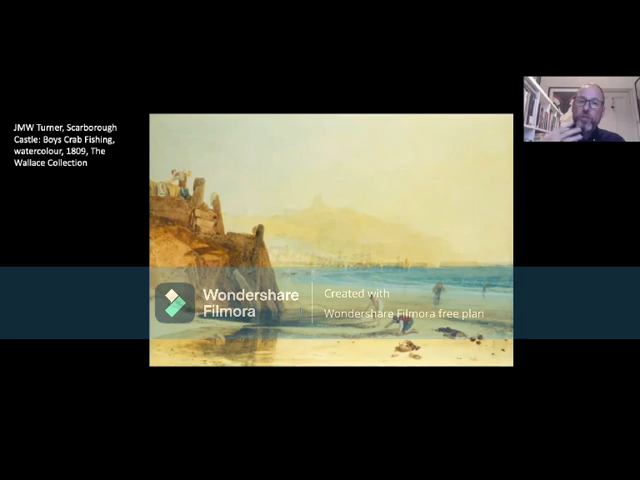 JMW Turner, Scarborough
Castle: Boys Crab Fishing,
watercolour, 1809, The
Wallace Collection
Wondershare
Filmora
Created with
Wondershare Filmora free plan